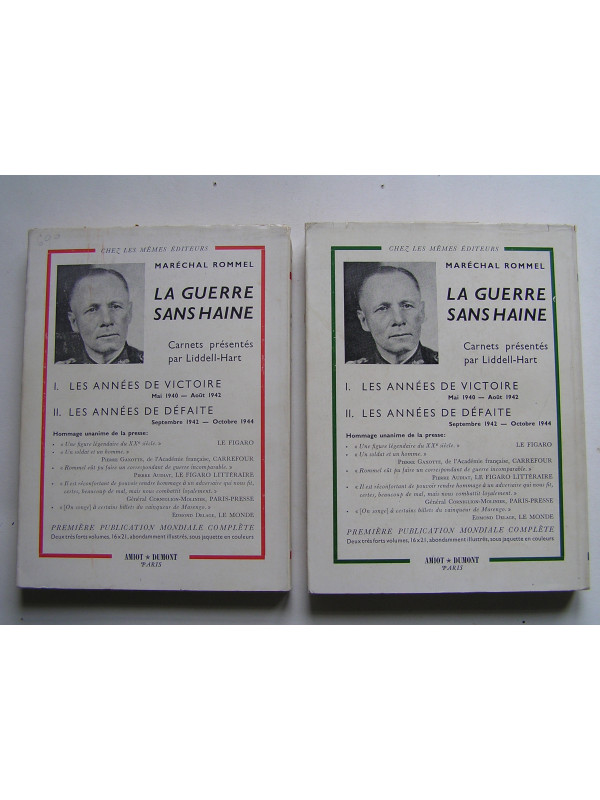 CHEZ LES MÊMES ÉDITEURS
MARÉCHAL ROMMEL
LA GUERRE
SANS HAINE
Carnets présentés
par Liddell-Hart
I. LES ANNÉES DE VICTOIRE
Mai 1940 — Août 1942
II. LES ANNÉES DE DÉFAITE
Septembre 1942 — Octobre 1944
Hommage unanime de la presse:
• « Une figure légendaire du XXe siècle. » LE FIGARO
• « Un soldat et un homme. »
PIERRE GAXOTTE, de l'Académie française, CARREFOUR
• « Rommel eût pu faire un correspondant de guerre incomparable. »
PIERRE AUDIAT, LE FIGARO LITTÉRAIRE
• « Il est réconfortant de pouvoir rendre hommage à un adversaire qui nous fit,
certes, beaucoup de mal, mais nous combattit loyalement. »
GÉNÉRAL CORNIGLION-MOLINIER, PARIS-PRESSE
• « [On songe] à certains billets du vainqueur de Marengo. »
EDMOND DELAGE, LE MONDE
PREMIÈRE PUBLICATION MONDIALE COMPLÈTE
Deux très forts volumes, 16x21, abondamment illustrés, sous jaquette en couleurs
AMIOT ★ DUMONT
PARIS
CHEZ LES MÊMES ÉDITEURS
MARÉCHAL ROMMEL
LA GUERRE
SANS HAINE
Carnets présentés
par Liddell-Hart
I. LES ANNÉES DE VICTOIRE
Mai 1940 — Août 1942
II. LES ANNÉES DE DÉFAITE
Septembre 1942 — Octobre 1944
Hommage unanime de la presse:
• « Une figure légendaire du XXe siècle. » LE FIGARO
• « Un soldat et un homme. »
PIERRE GAXOTTE, de l'Académie française, CARREFOUR
• « Rommel eût pu faire un correspondant de guerre incomparable. »
PIERRE AUDIAT, LE FIGARO LITTÉRAIRE
• « Il est réconfortant de pouvoir rendre hommage à un adversaire qui nous fit,
certes, beaucoup de mal, mais nous combattit loyalement. »
GÉNÉRAL CORNIGLION-MOLINIER, PARIS-PRESSE
• « [On songe] à certains billets du vainqueur de Marengo. »
EDMOND DELAGE, LE MONDE
PREMIÈRE PUBLICATION MONDIALE COMPLÈTE
Deux très forts volumes, 16x21, abondamment illustrés, sous jaquette en couleurs
AMIOT ★ DUMONT
PARIS